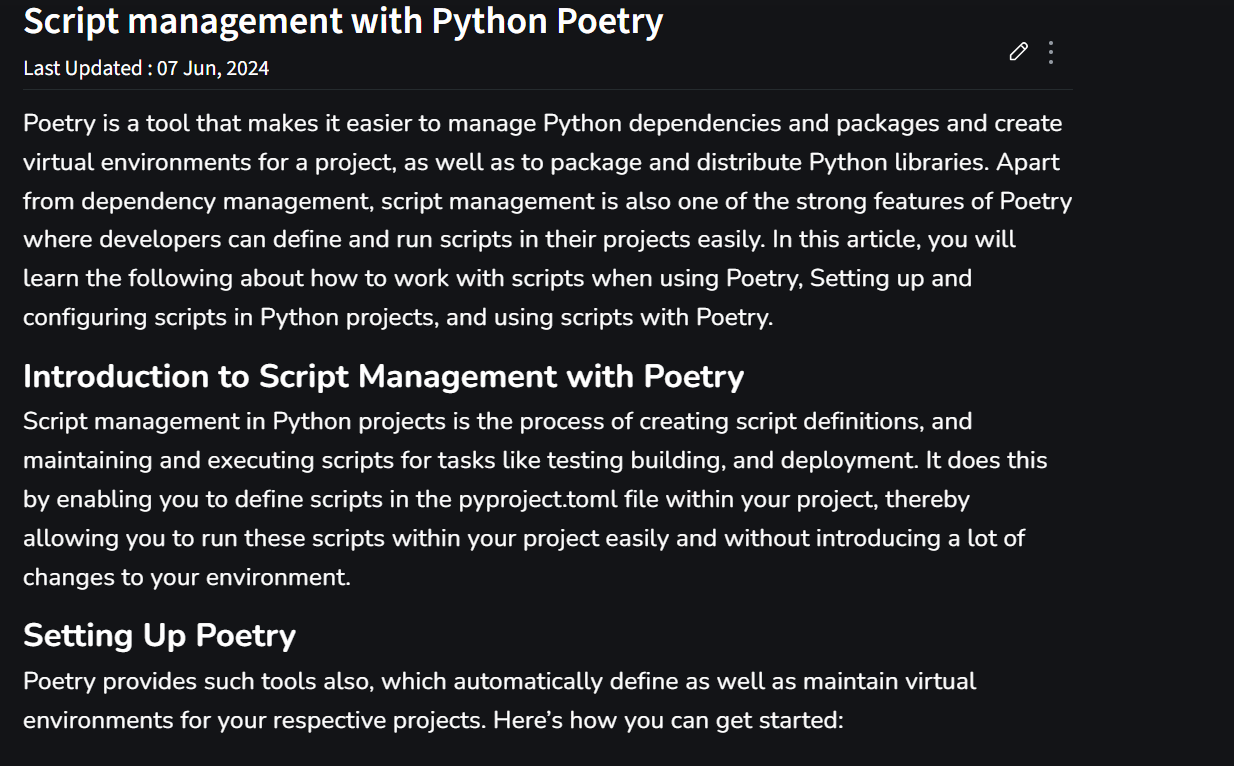 Script management with Python Poetry
Last Updated : 07 Jun, 2024
Poetry is a tool that makes it easier to manage Python dependencies and packages and create
virtual environments for a project, as well as to package and distribute Python libraries. Apart
from dependency management, script management is also one of the strong features of Poetry
where developers can define and run scripts in their projects easily. In this article, you will
learn the following about how to work with scripts when using Poetry, Setting up and
configuring scripts in Python projects, and using scripts with Poetry.
Introduction to Script Management with Poetry
Script management in Python projects is the process of creating script definitions, and
maintaining and executing scripts for tasks like testing building, and deployment. It does this
by enabling you to define scripts in the pyproject.toml file within your project, thereby
allowing you to run these scripts within your project easily and without introducing a lot of
changes to your environment.
Setting Up Poetry
Poetry provides such tools also, which automatically define as well as maintain virtual
environments for your respective projects. Here’s how you can get started: